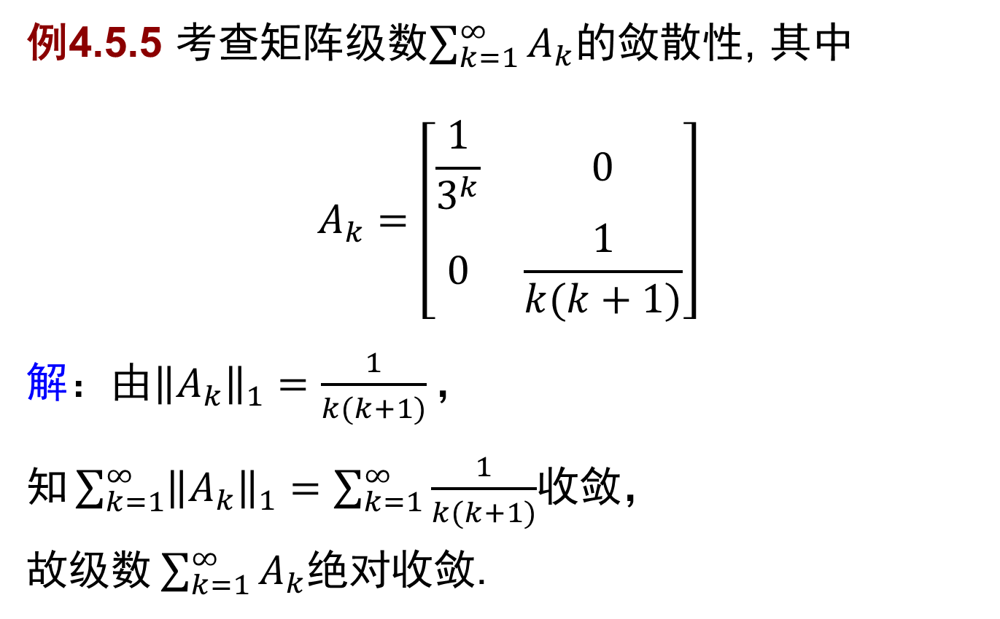 例4.5.5 考查矩阵级数$\sum_{k=1}^{\infty} A_k$的敛散性, 其中
$A_k = \begin{bmatrix} \frac{1}{3^k} & 0 \\ 0 & \frac{1}{k(k+1)} \end{bmatrix}$
解：由$\|A_k\|_1 = \frac{1}{k(k+1)}$，
知$\sum_{k=1}^{\infty} \|A_k\|_1 = \sum_{k=1}^{\infty} \frac{1}{k(k+1)}$收敛，
故级数$\sum_{k=1}^{\infty} A_k$绝对收敛.